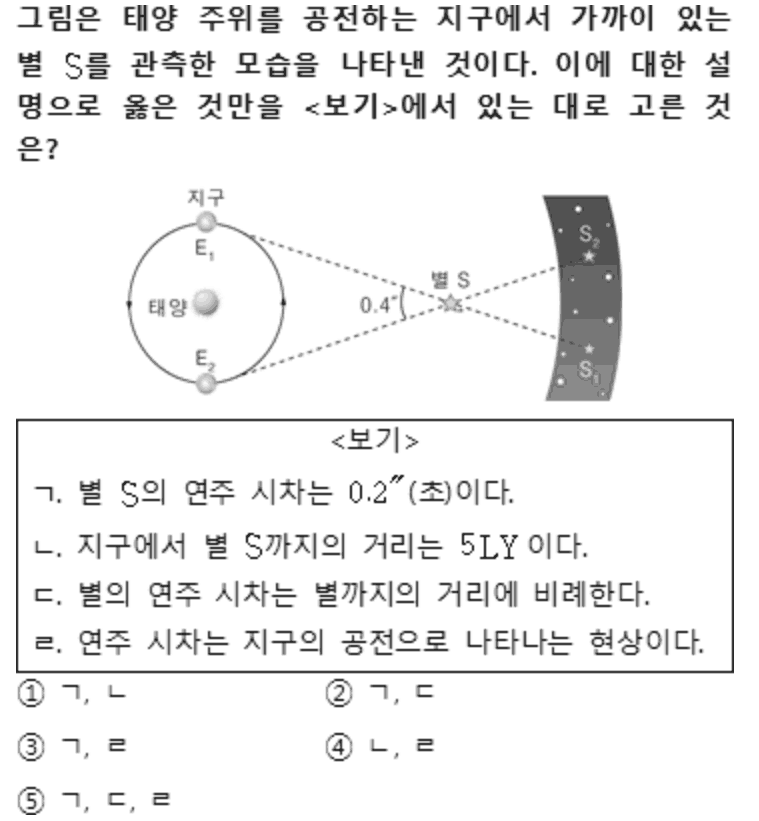 그림은 태양 주위를 공전하는 지구에서 가까이 있는
별 S를 관측한 모습을 나타낸 것이다. 이에 대한 설
명으로 옳은 것만을 <보기>에서 있는 대로 고른 것
은?
지구
E₁
S₂
별 S
태양
0.4″
E₂
S₁
<보기>
ㄱ. 별 S의 연주 시차는 0.2″(초)이다.
ㄴ. 지구에서 별 S까지의 거리는 5LY이다.
ㄷ. 별의 연주 시차는 별까지의 거리에 비례한다.
ㄹ. 연주 시차는 지구의 공전으로 나타나는 현상이다.
① ㄱ, ㄴ ② ㄱ, ㄷ
③ ㄱ, ㄹ ④ ㄴ, ㄹ
⑤ ㄱ, ㄷ, ㄹ